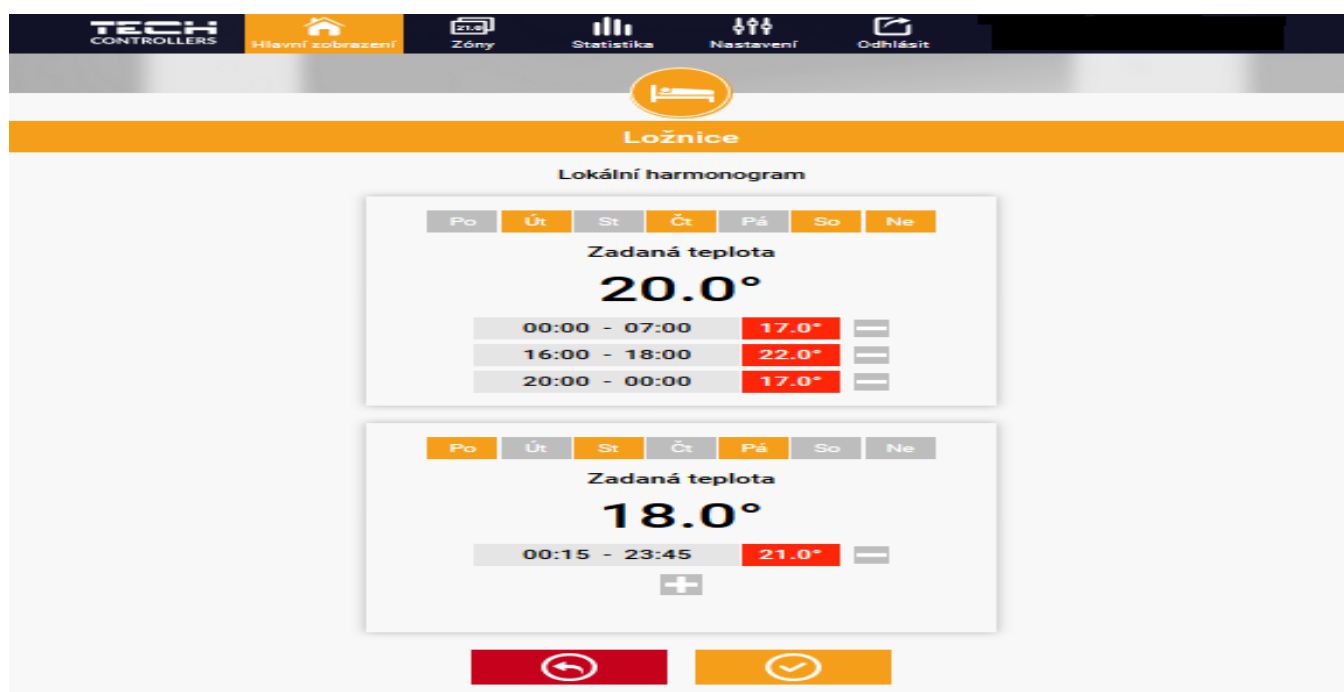 TECH
CONTROLLERS
Hlavní zobrazení
21.0
Zóny
Statistika
Nastavení
Odhlásit
Ložnice
Lokální harmonogram
Po Út St Čt Pá So Ne
Zadaná teplota
20.0°
00:00 - 07:00 17.0°
16:00 - 18:00 22.0°
20:00 - 00:00 17.0°
Po Út St Čt Pá So Ne
Zadaná teplota
18.0°
00:15 - 23:45 21.0°